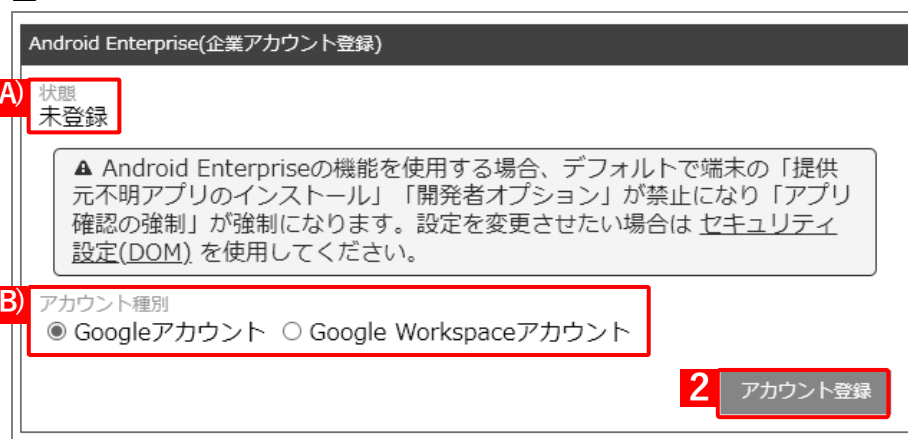 Android Enterprise(企業アカウント登録)
A) 状態
未登録
▲ Android Enterpriseの機能を使用する場合、デフォルトで端末の「提供
元不明アプリのインストール」「開発者オプション」が禁止になり「アプリ
確認の強制」が強制になります。設定を変更させたい場合は セキュリティ
設定(DOM) を使用してください。
B) アカウント種別
Googleアカウント Google Workspaceアカウント
2 アカウント登録